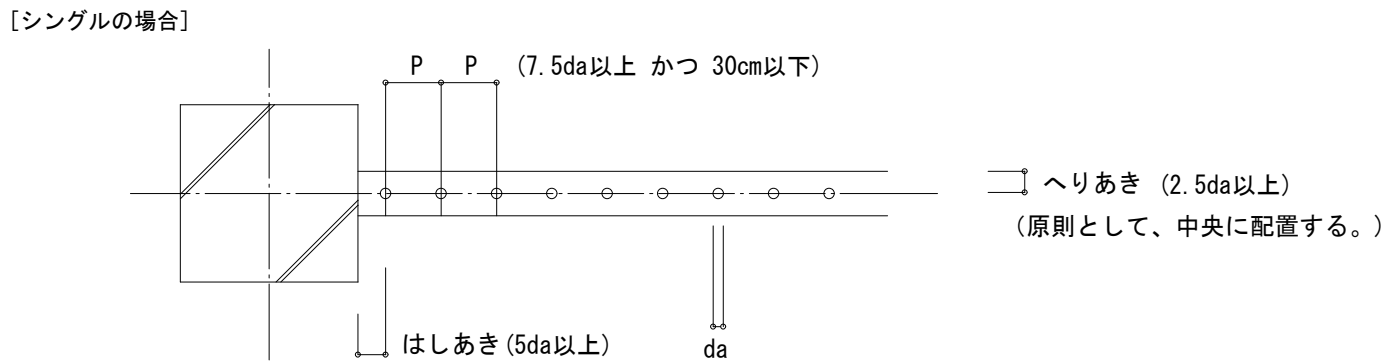 [シングルの場合]
P P (7.5da以上 かつ 30cm以下)
へりあき (2.5da以上)
(原則として、中央に配置する。)
はしあき(5da以上)
da